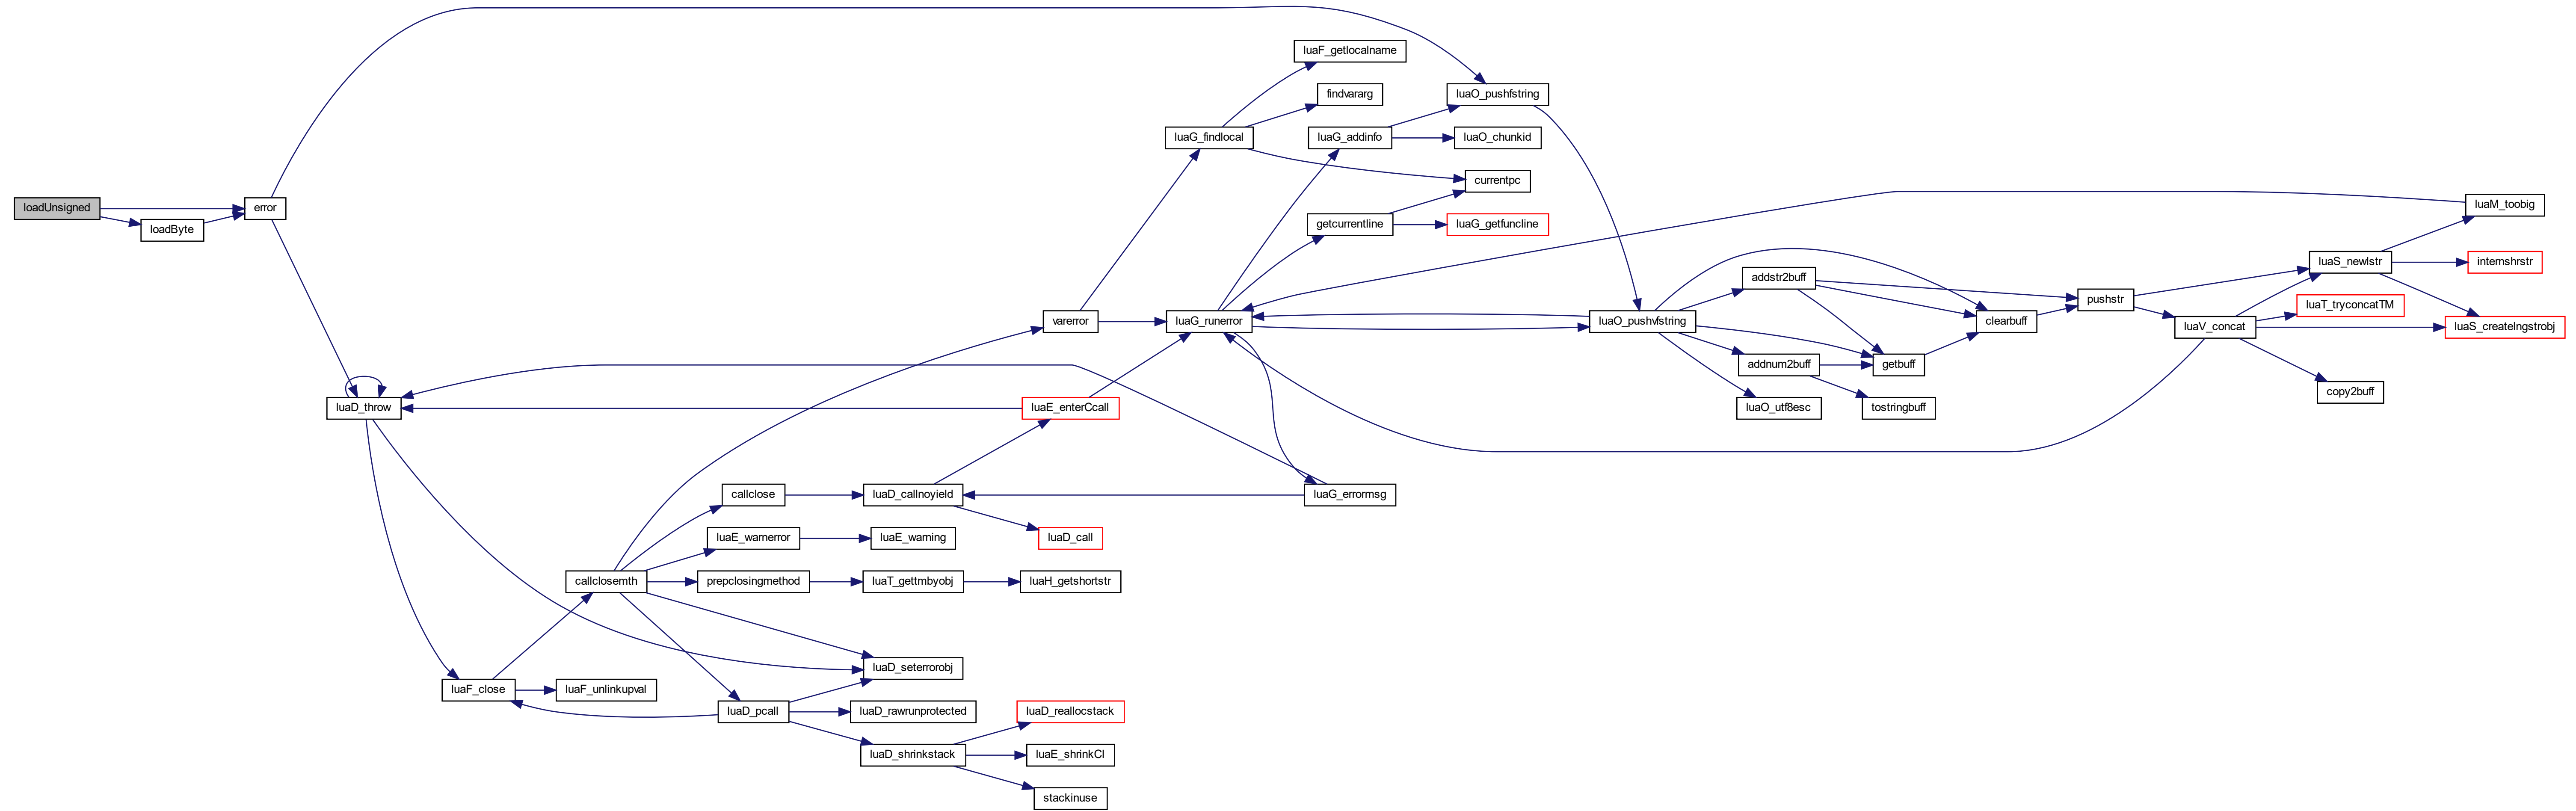 luaF_getlocalname
luaO_pushfstring
findvararg
luaG_findlocal
luaG_addinfo
luaO_chunkid
currentpc
loadUnsigned
error
luaM_toobig
loadByte
getcurrentline
luaG_getfuncline
luaS_newlstr
internshrstr
addstr2buff
pushstr
luaT_tryconcatTM
varerror
luaG_runerror
luaO_pushvfstring
clearbuff
luaV_concat
luaS_createlngstrobj
addnum2buff
getbuff
copy2buff
luaD_throw
luaE_enterCcall
luaO_utf8esc
tostringbuff
callclose
luaD_callnoyield
luaG_errormsg
luaE_warnerror
luaE_warning
luaD_call
callclosemth
prepclosingmethod
luaT_gettmbyobj
luaH_getshortstr
luaD_seterrorobj
luaF_close
luaF_unlinkupval
luaD_pcall
luaD_rawrunprotected
luaD_reallocstack
luaD_shrinkstack
luaE_shrinkCI
stackinuse